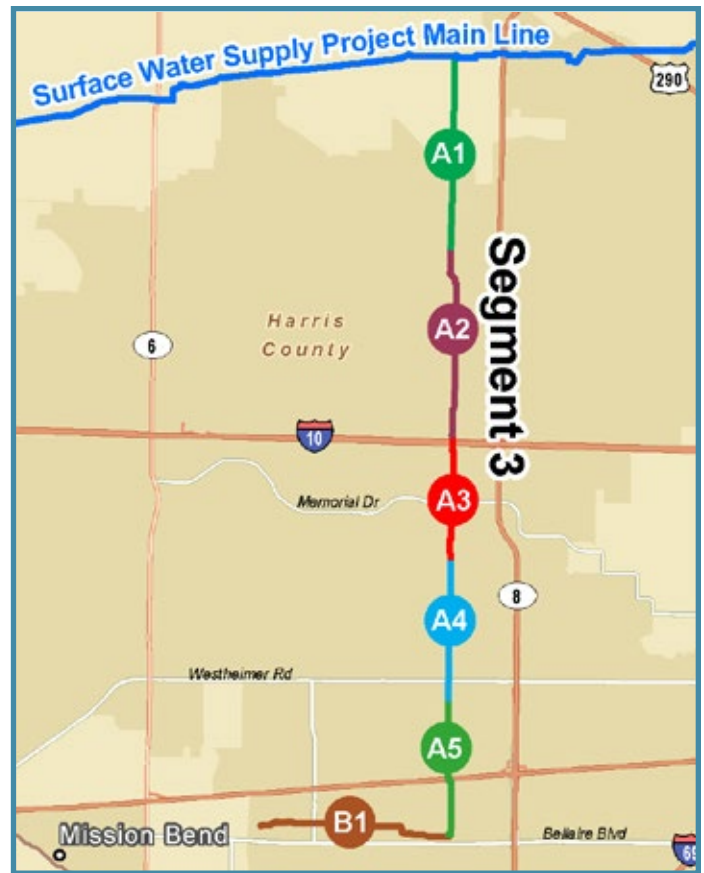 Surface Water Supply Project Main Line
290
A1
Segment 3
A2
Harris
County
6
10
Memorial Dr
A3
8
A4
Westheimer Rd
A5
B1
Mission Bend
Bellaire Blvd
69